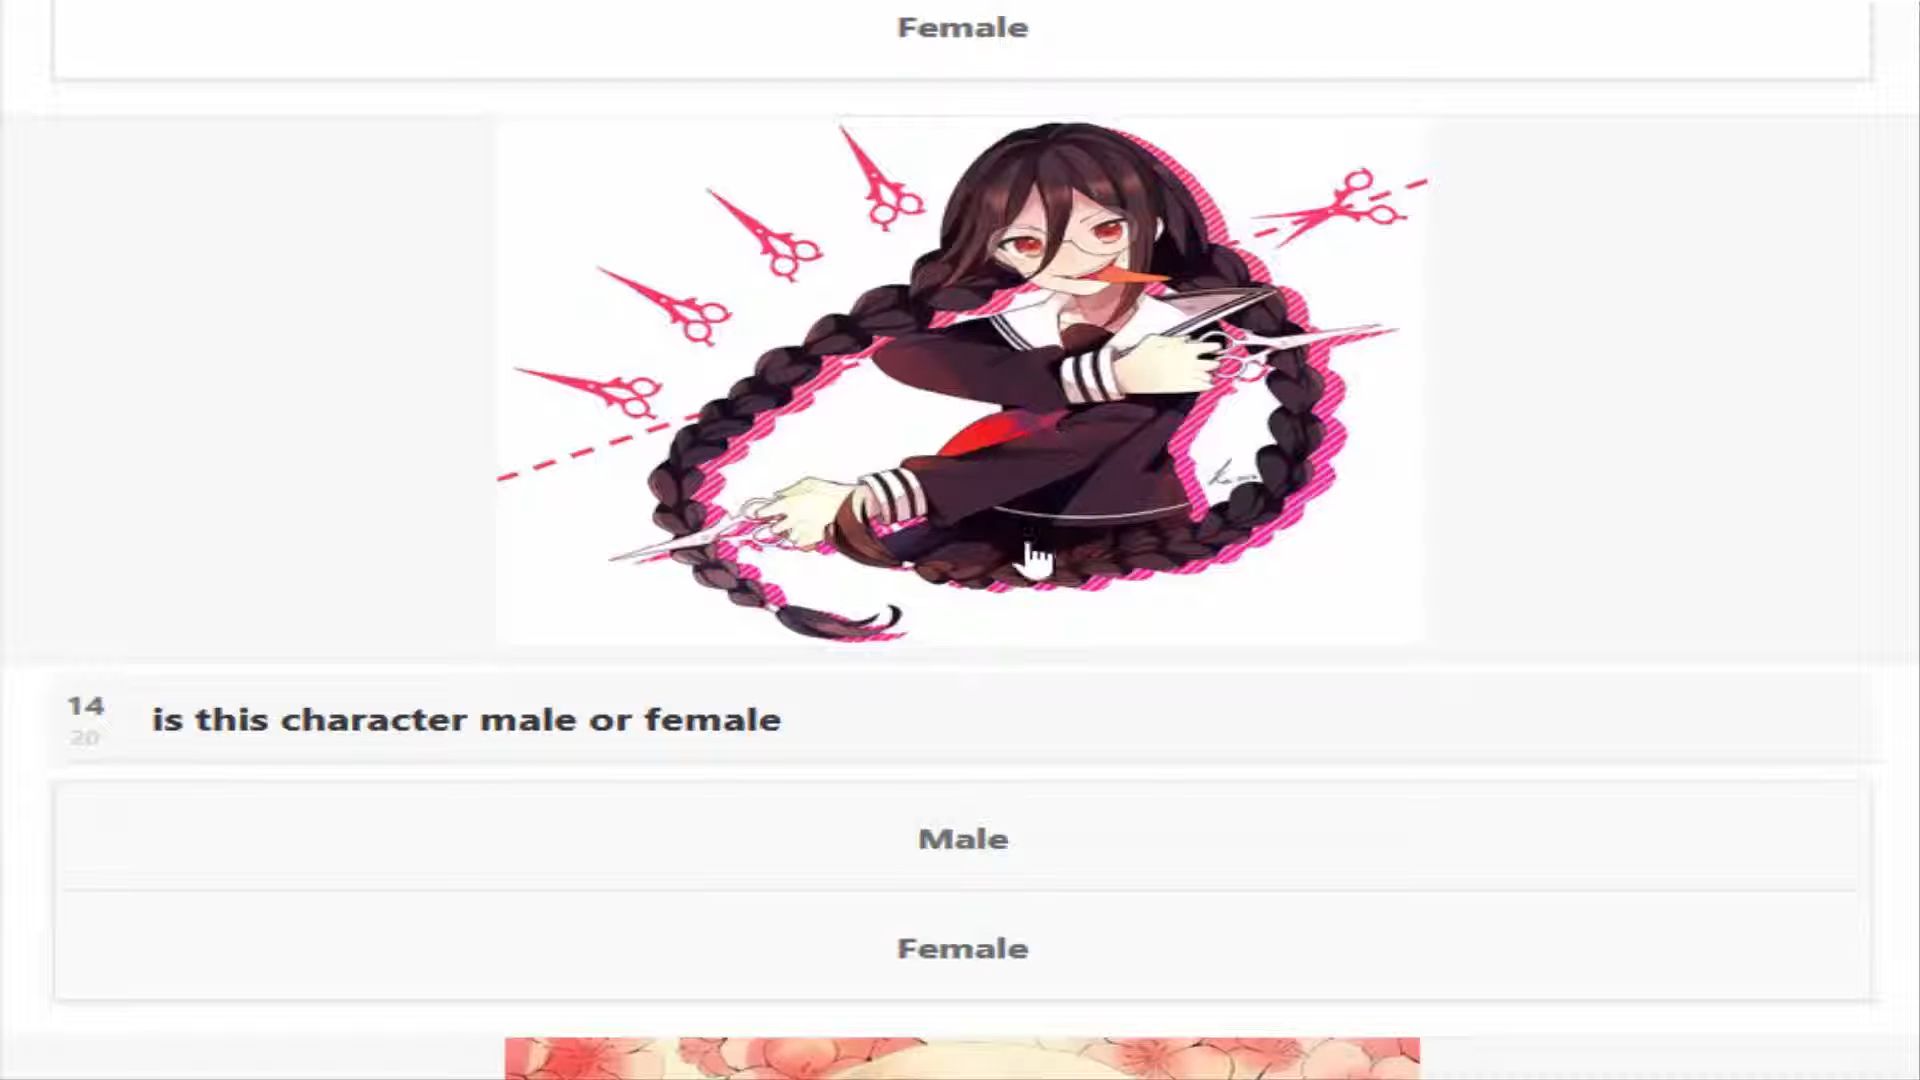 Female
14
20
is this character male or female
Male
Female